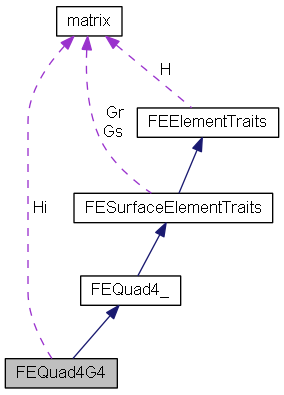 matrix
H
Gr
Gs
FEElementTraits
Hi
FESurfaceElementTraits
FEQuad4_
FEQuad4G4